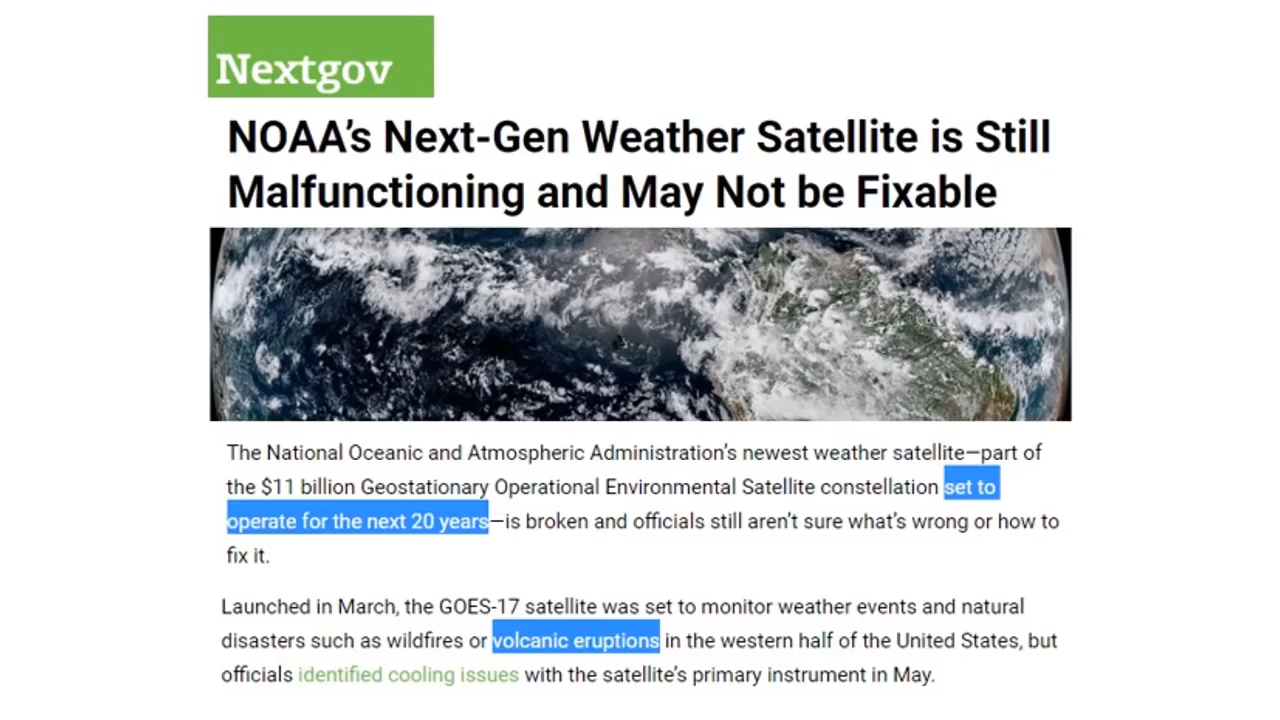 Nextgov
NOAA’s Next-Gen Weather Satellite is Still
Malfunctioning and May Not be Fixable
The National Oceanic and Atmospheric Administration’s newest weather satellite—part of
the $11 billion Geostationary Operational Environmental Satellite constellation set to
operate for the next 20 years—is broken and officials still aren’t sure what’s wrong or how to
fix it.
Launched in March, the GOES-17 satellite was set to monitor weather events and natural
disasters such as wildfires or volcanic eruptions in the western half of the United States, but
officials identified cooling issues with the satellite’s primary instrument in May.